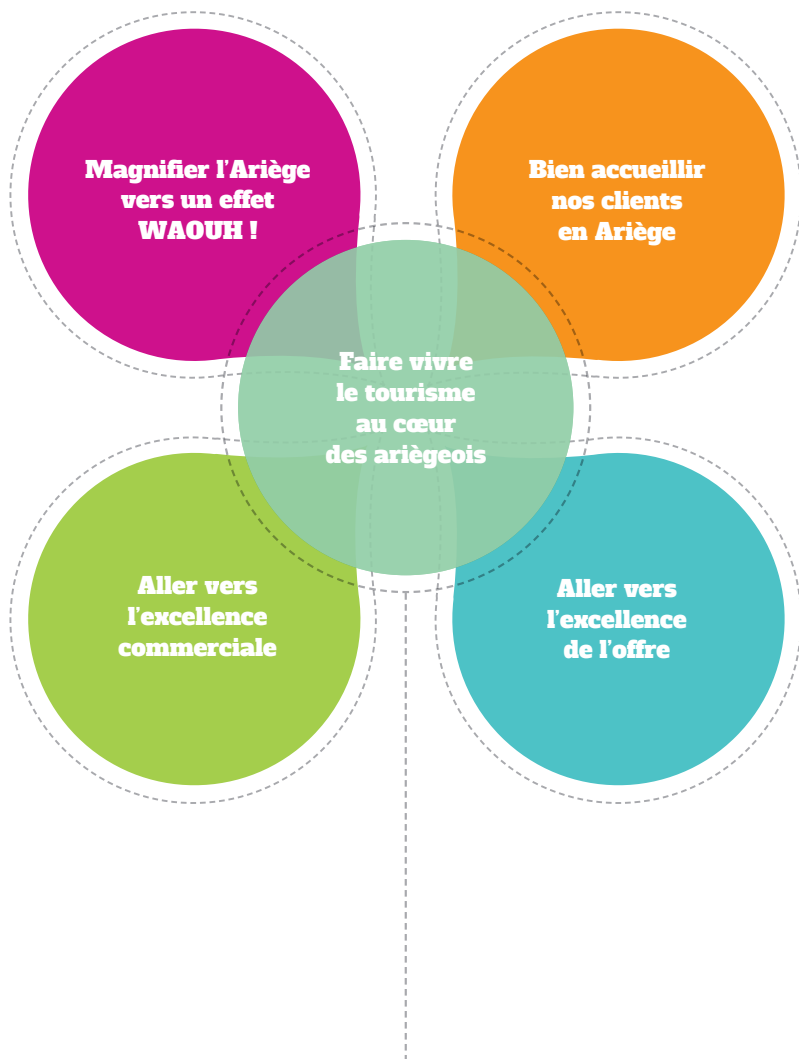 Magnifier l'Ariège
vers un effet
WAOUH !
Bien accueillir
nos clients
en Ariège
Faire vivre
le tourisme
au cœur
des ariègeois
Aller vers
l'excellence
commerciale
Aller vers
l'excellence
de l'offre